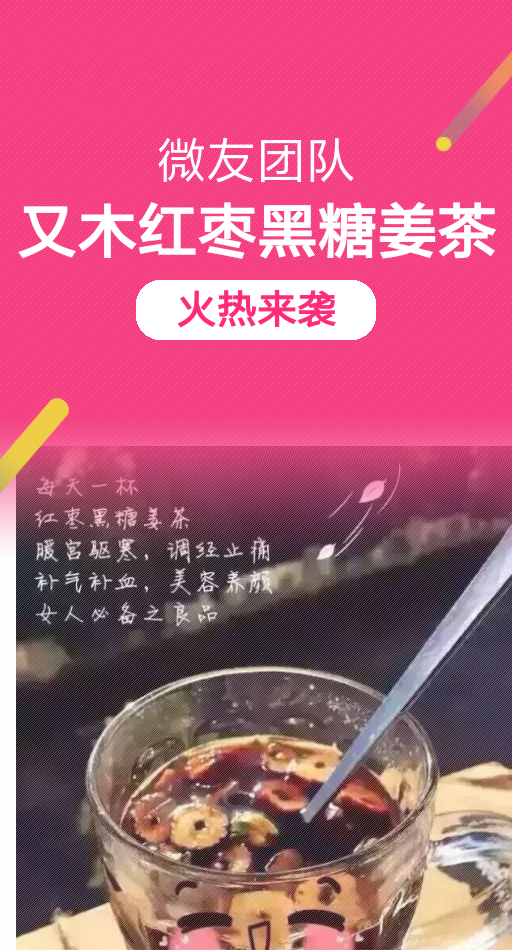 微友团队
又木红枣黑糖姜茶
火热来袭
每天一杯
红枣黑糖姜茶
暖宫驱寒，调经止痛
补气补血，美容养颜
女人必备之良品